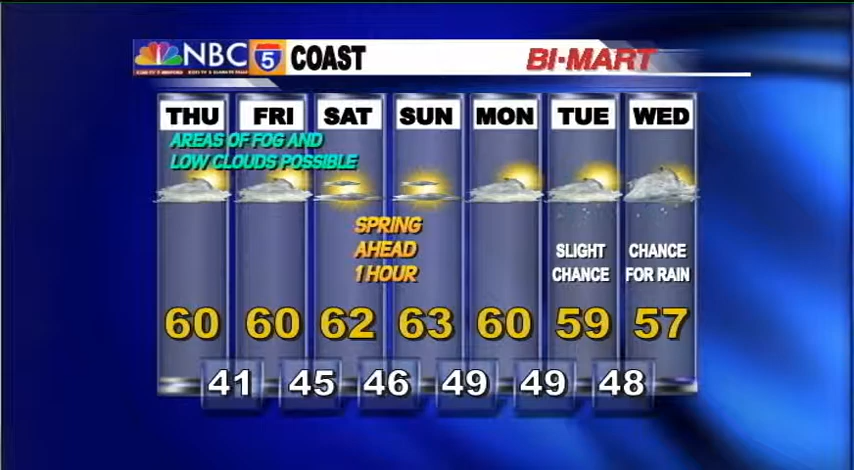 NBC 5 COAST
BI-MART
THU FRI SAT SUN MON TUE WED
AREAS OF FOG AND
LOW CLOUDS POSSIBLE
SPRING
AHEAD
1 HOUR
SLIGHT
CHANCE
CHANCE
FOR RAIN
60 60 62 63 60 59 57
41 45 46 49 49 48